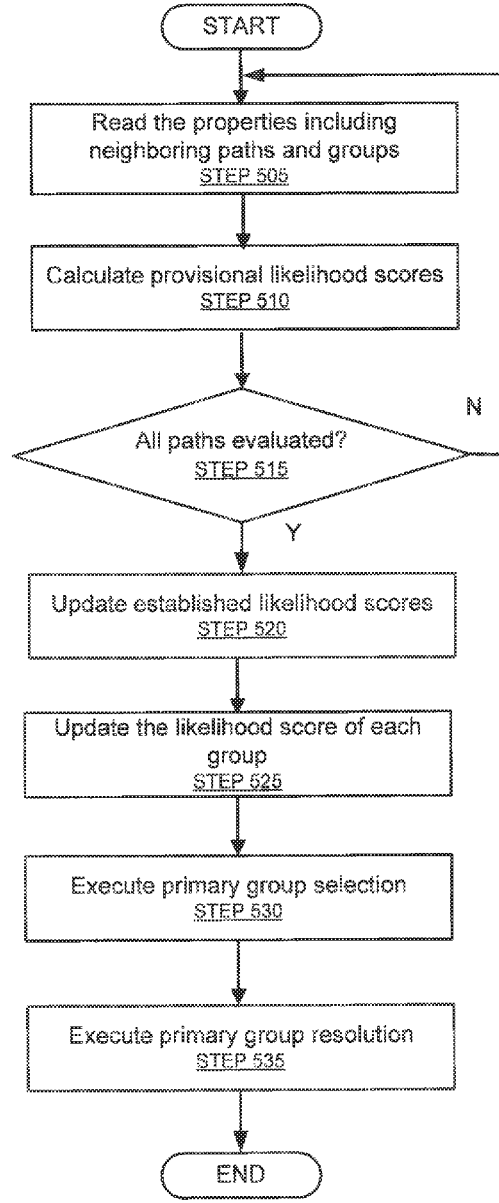 START
Read the properties including
neighboring paths and groups
STEP 505
Calculate provisional likelihood scores
STEP 510
N
All paths evaluated?
STEP 515
Y
Update established likelihood scores
STEP 520
Update the likelihood score of each
group
STEP 525
Execute primary group selection
STEP 530
Execute primary group resolution
STEP 535
END